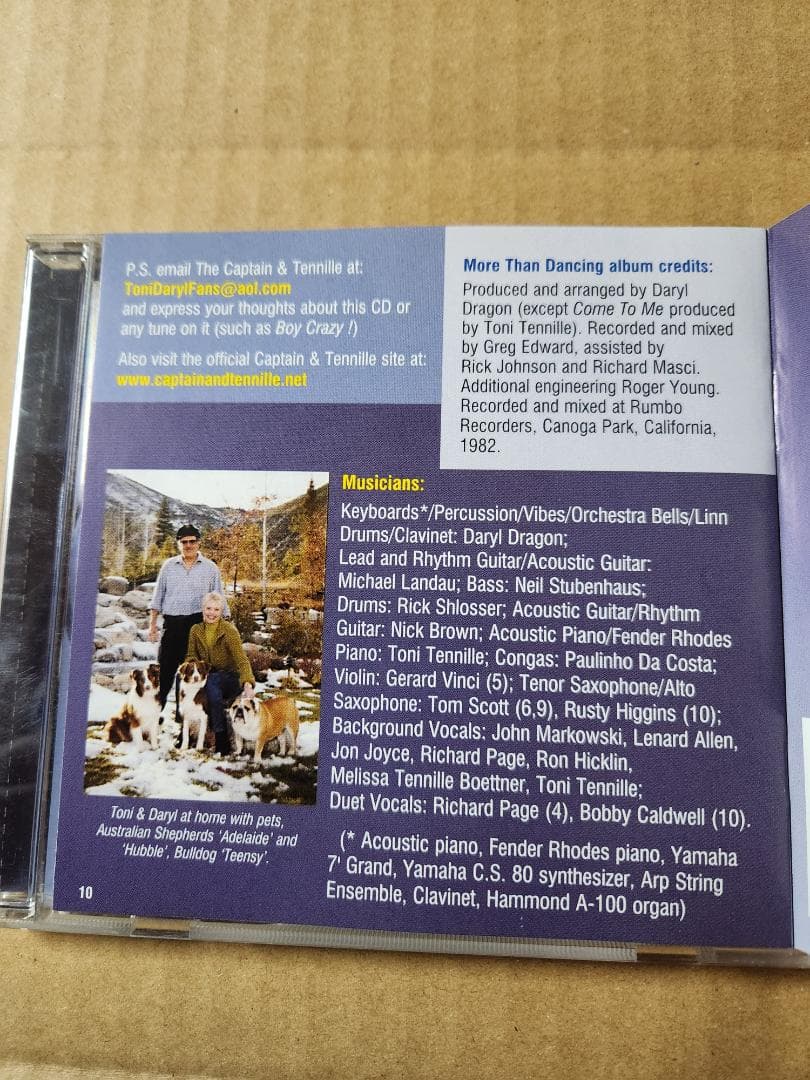 P.S. email The Captain & Tennille at:
ToniDarylFans@aol.com
and express your thoughts about this CD or
any tune on it (such as Boy Crazy !)
Also visit the official Captain & Tennille site at:
www.captainandtennille.net
More Than Dancing album credits:
Produced and arranged by Daryl
Dragon (except Come To Me produced
by Toni Tennille). Recorded and mixed
by Greg Edward, assisted by
Rick Johnson and Richard Masci.
Additional engineering Roger Young.
Recorded and mixed at Rumbo
Recorders, Canoga Park, California,
1982.
Musicians:
Keyboards*/Percussion/Vibes/Orchestra Bells/Linn
Drums/Clavinet: Daryl Dragon;
Lead and Rhythm Guitar/Acoustic Guitar:
Michael Landau; Bass: Neil Stubenhaus;
Drums: Rick Shlosser; Acoustic Guitar/Rhythm
Guitar: Nick Brown; Acoustic Piano/Fender Rhodes
Piano: Toni Tennille; Congas: Paulinho Da Costa;
Violin: Gerard Vinci (5); Tenor Saxophone/Alto
Saxophone: Tom Scott (6,9), Rusty Higgins (10);
Background Vocals: John Markowski, Lenard Allen,
Jon Joyce, Richard Page, Ron Hicklin,
Melissa Tennille Boettner, Toni Tennille;
Duet Vocals: Richard Page (4), Bobby Caldwell (10).
(* Acoustic piano, Fender Rhodes piano, Yamaha
7' Grand, Yamaha C.S. 80 synthesizer, Arp String
Ensemble, Clavinet, Hammond A-100 organ)
Toni & Daryl at home with pets,
Australian Shepherds 'Adelaide' and
'Hubble', Bulldog 'Teensy'.
10